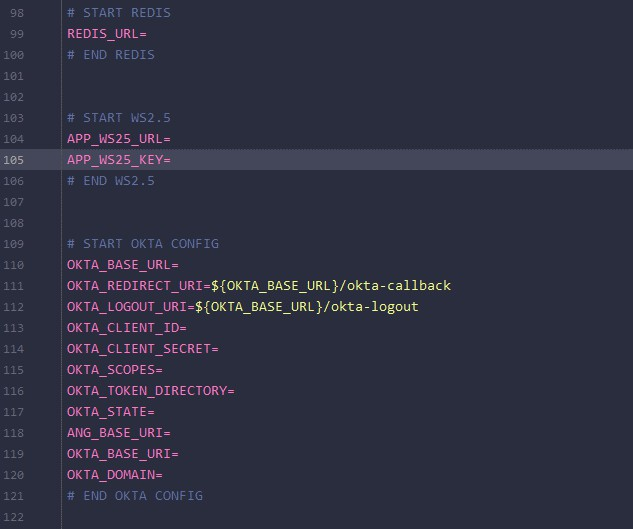 98 # START REDIS
99 REDIS_URL=
100 # END REDIS
101
102
103 # START WS2.5
104 APP_WS25_URL=
105 APP_WS25_KEY=
106 # END WS2.5
107
108
109 # START OKTA CONFIG
110 OKTA_BASE_URL=
111 OKTA_REDIRECT_URI=${OKTA_BASE_URL}/okta-callback
112 OKTA_LOGOUT_URI=${OKTA_BASE_URL}/okta-logout
113 OKTA_CLIENT_ID=
114 OKTA_CLIENT_SECRET=
115 OKTA_SCOPES=
116 OKTA_TOKEN_DIRECTORY=
117 OKTA_STATE=
118 ANG_BASE_URI=
119 OKTA_BASE_URI=
120 OKTA_DOMAIN=
121 # END OKTA CONFIG
122